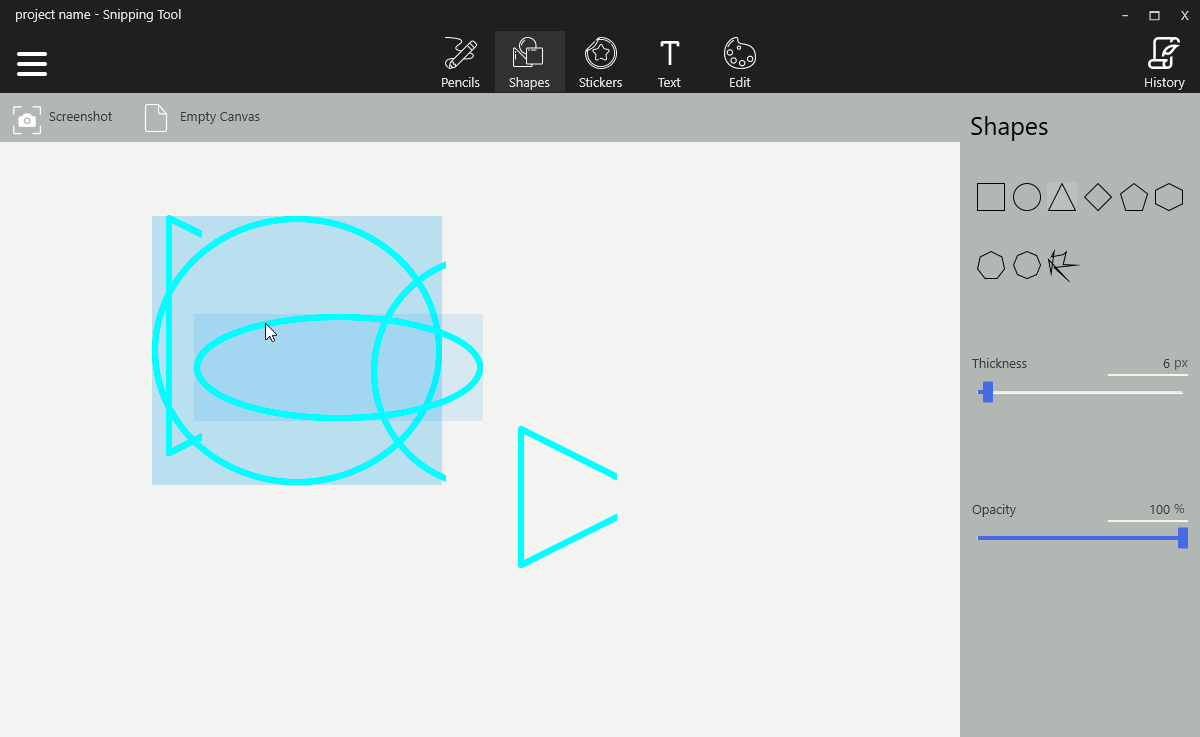 project name - Snipping Tool
Pencils Shapes Stickers Text Edit History
Screenshot Empty Canvas
Shapes
Thickness 6 px
Opacity 100 %